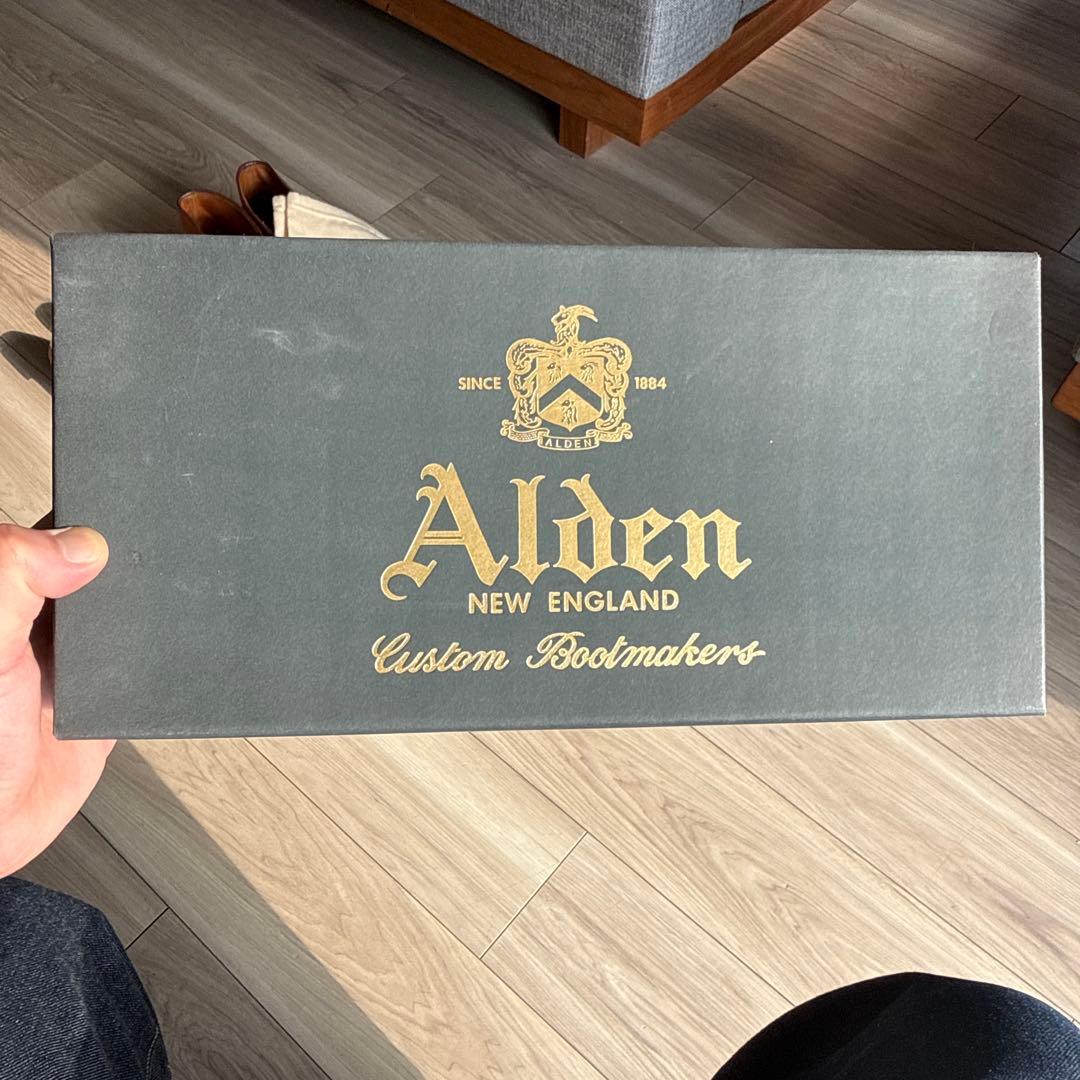 SINCE 1884
ALDEN
Alden
NEW ENGLAND
Custom Bootmakers